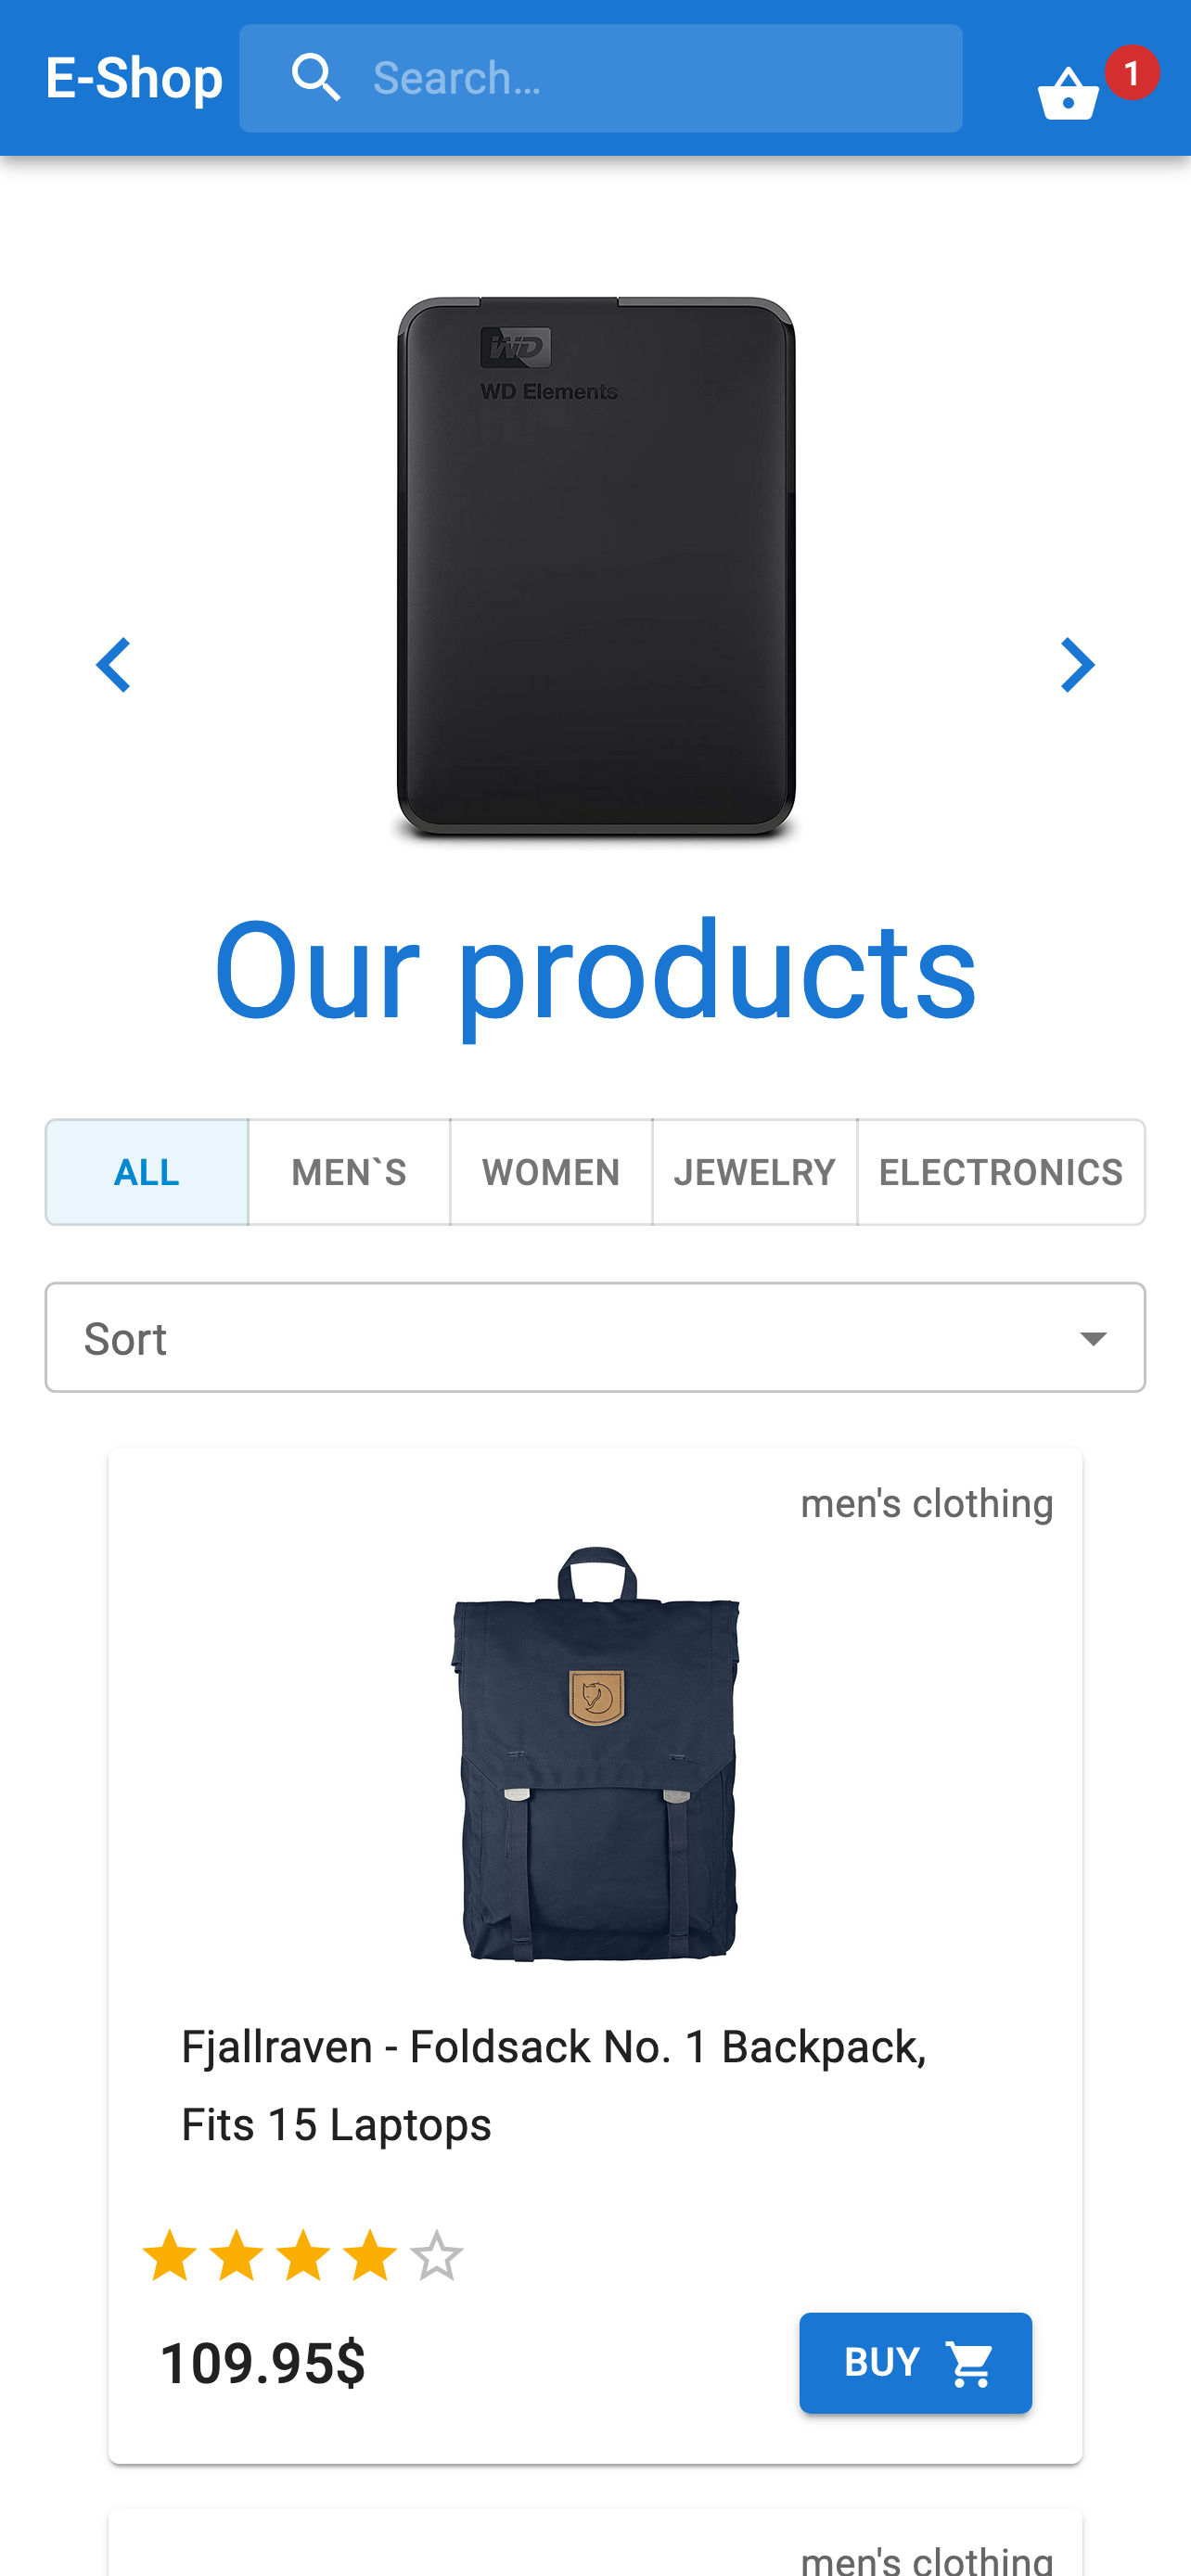 E-Shop
Search…
1
WD
WD Elements
Our products
ALL
MEN`S
WOMEN
JEWELRY
ELECTRONICS
Sort
men's clothing
Fjallraven - Foldsack No. 1 Backpack,
Fits 15 Laptops
109.95$
BUY
men's clothing